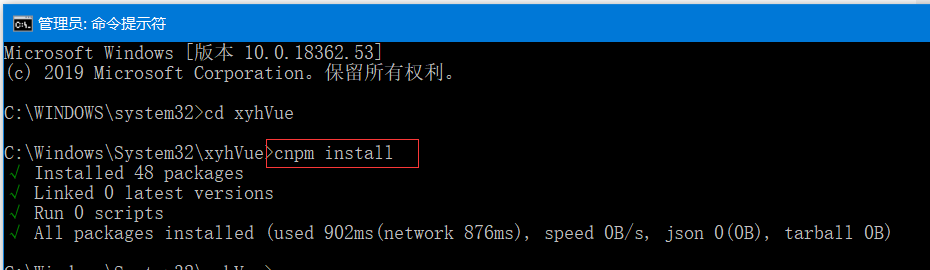 管理员: 命令提示符
Microsoft Windows [版本 10.0.18362.53]
(c) 2019 Microsoft Corporation。保留所有权利。
C:\WINDOWS\system32>cd xyhVue
C:\Windows\System32\xyhVue>cnpm install
√ Installed 48 packages
√ Linked 0 latest versions
√ Run 0 scripts
√ All packages installed (used 902ms(network 876ms), speed 0B/s, json 0(0B), tarball 0B)